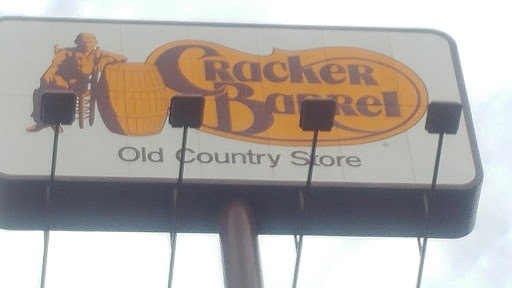 Cracker
Barrel
Old Country Store